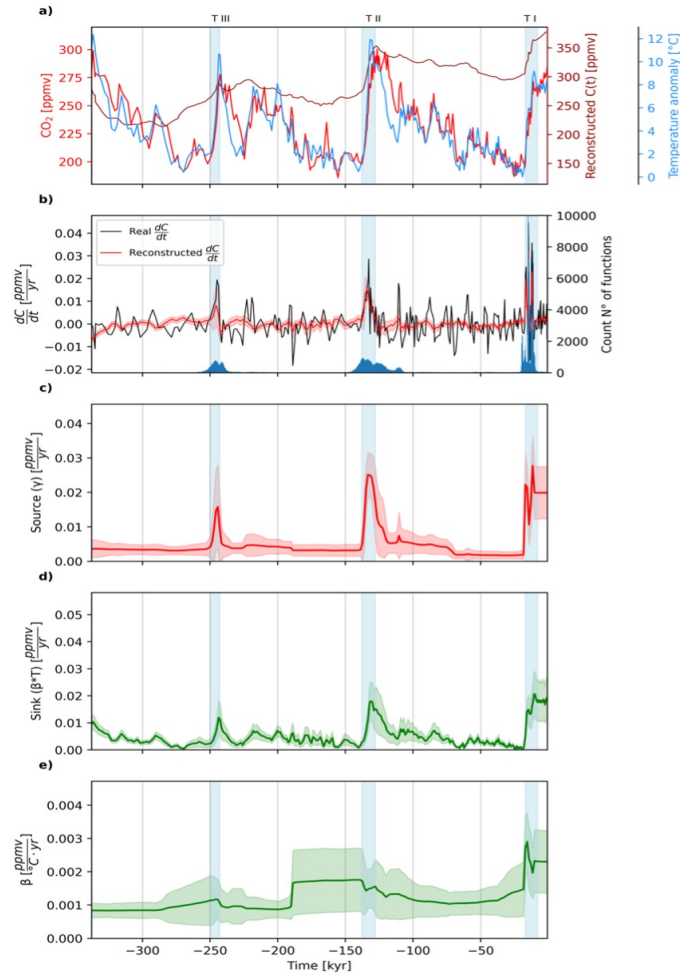 a)
T III T II T I
300
275
250
225
200
CO₂ [ppmv]
350
300
250
200
150
Reconstructed C(t) [ppmv]
12
10
8
6
4
2
0
Temperature anomaly [°C]
b)
0.04
0.03
0.02
0.01
0.00
−0.01
−0.02
dC/dt [ppmv/yr]
Real dC/dt
Reconstructed dC/dt
10000
8000
6000
4000
2000
0
Count N° of functions
c)
0.05
0.04
0.03
0.02
0.01
0.00
Source (γ) [ppmv/yr]
d)
0.05
0.04
0.03
0.02
0.01
0.00
Sink (β*T) [ppmv/yr]
e)
0.004
0.003
0.002
0.001
0.000
β [ppmv/°C·yr]
−300 −250 −200 −150 −100 −50
Time [kyr]